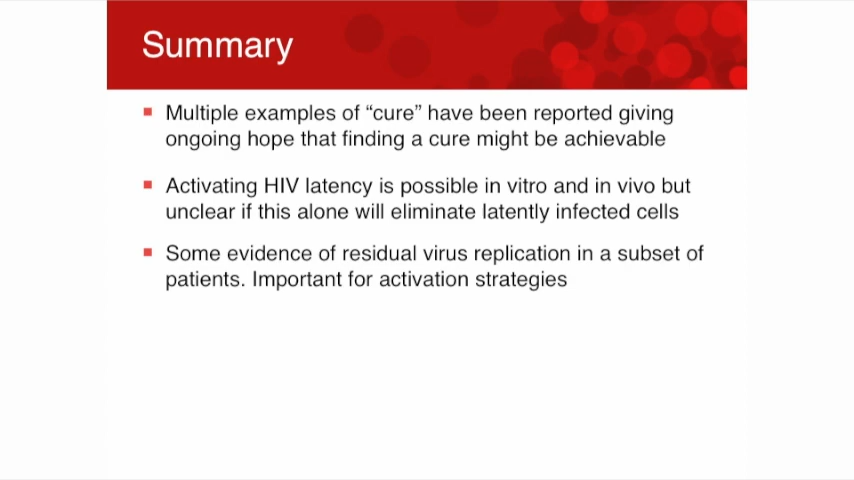 Summary
Multiple examples of “cure” have been reported giving
ongoing hope that finding a cure might be achievable
Activating HIV latency is possible in vitro and in vivo but
unclear if this alone will eliminate latently infected cells
Some evidence of residual virus replication in a subset of
patients. Important for activation strategies